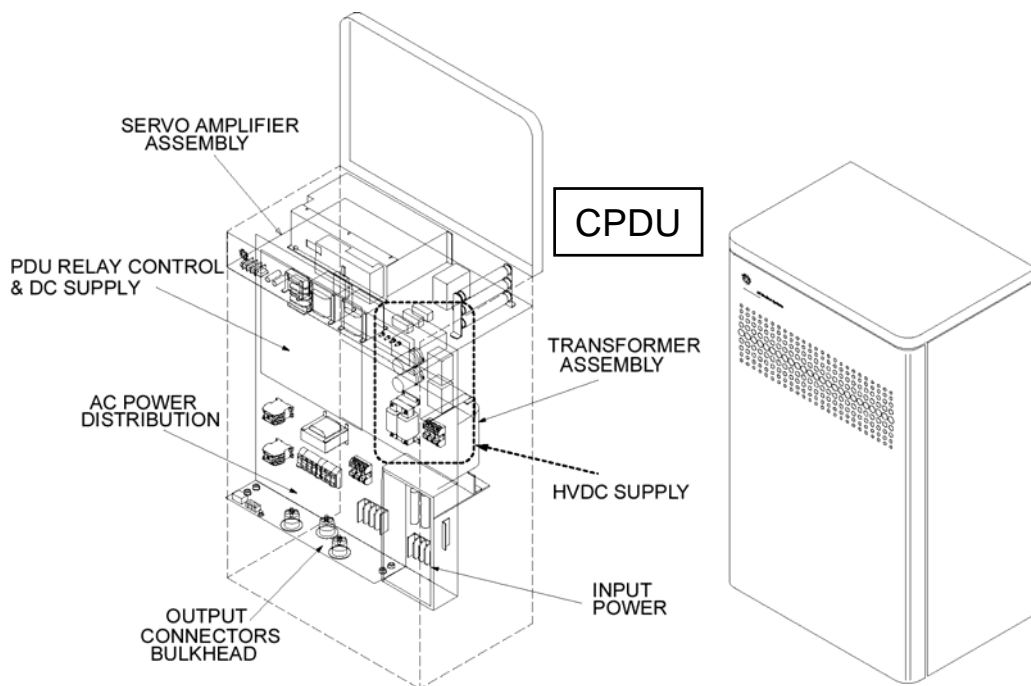 SERVO AMPLIFIER
ASSEMBLY
CPDU
PDU RELAY CONTROL
& DC SUPPLY
TRANSFORMER
ASSEMBLY
AC POWER
DISTRIBUTION
HVDC SUPPLY
INPUT
POWER
OUTPUT
CONNECTORS
BULKHEAD